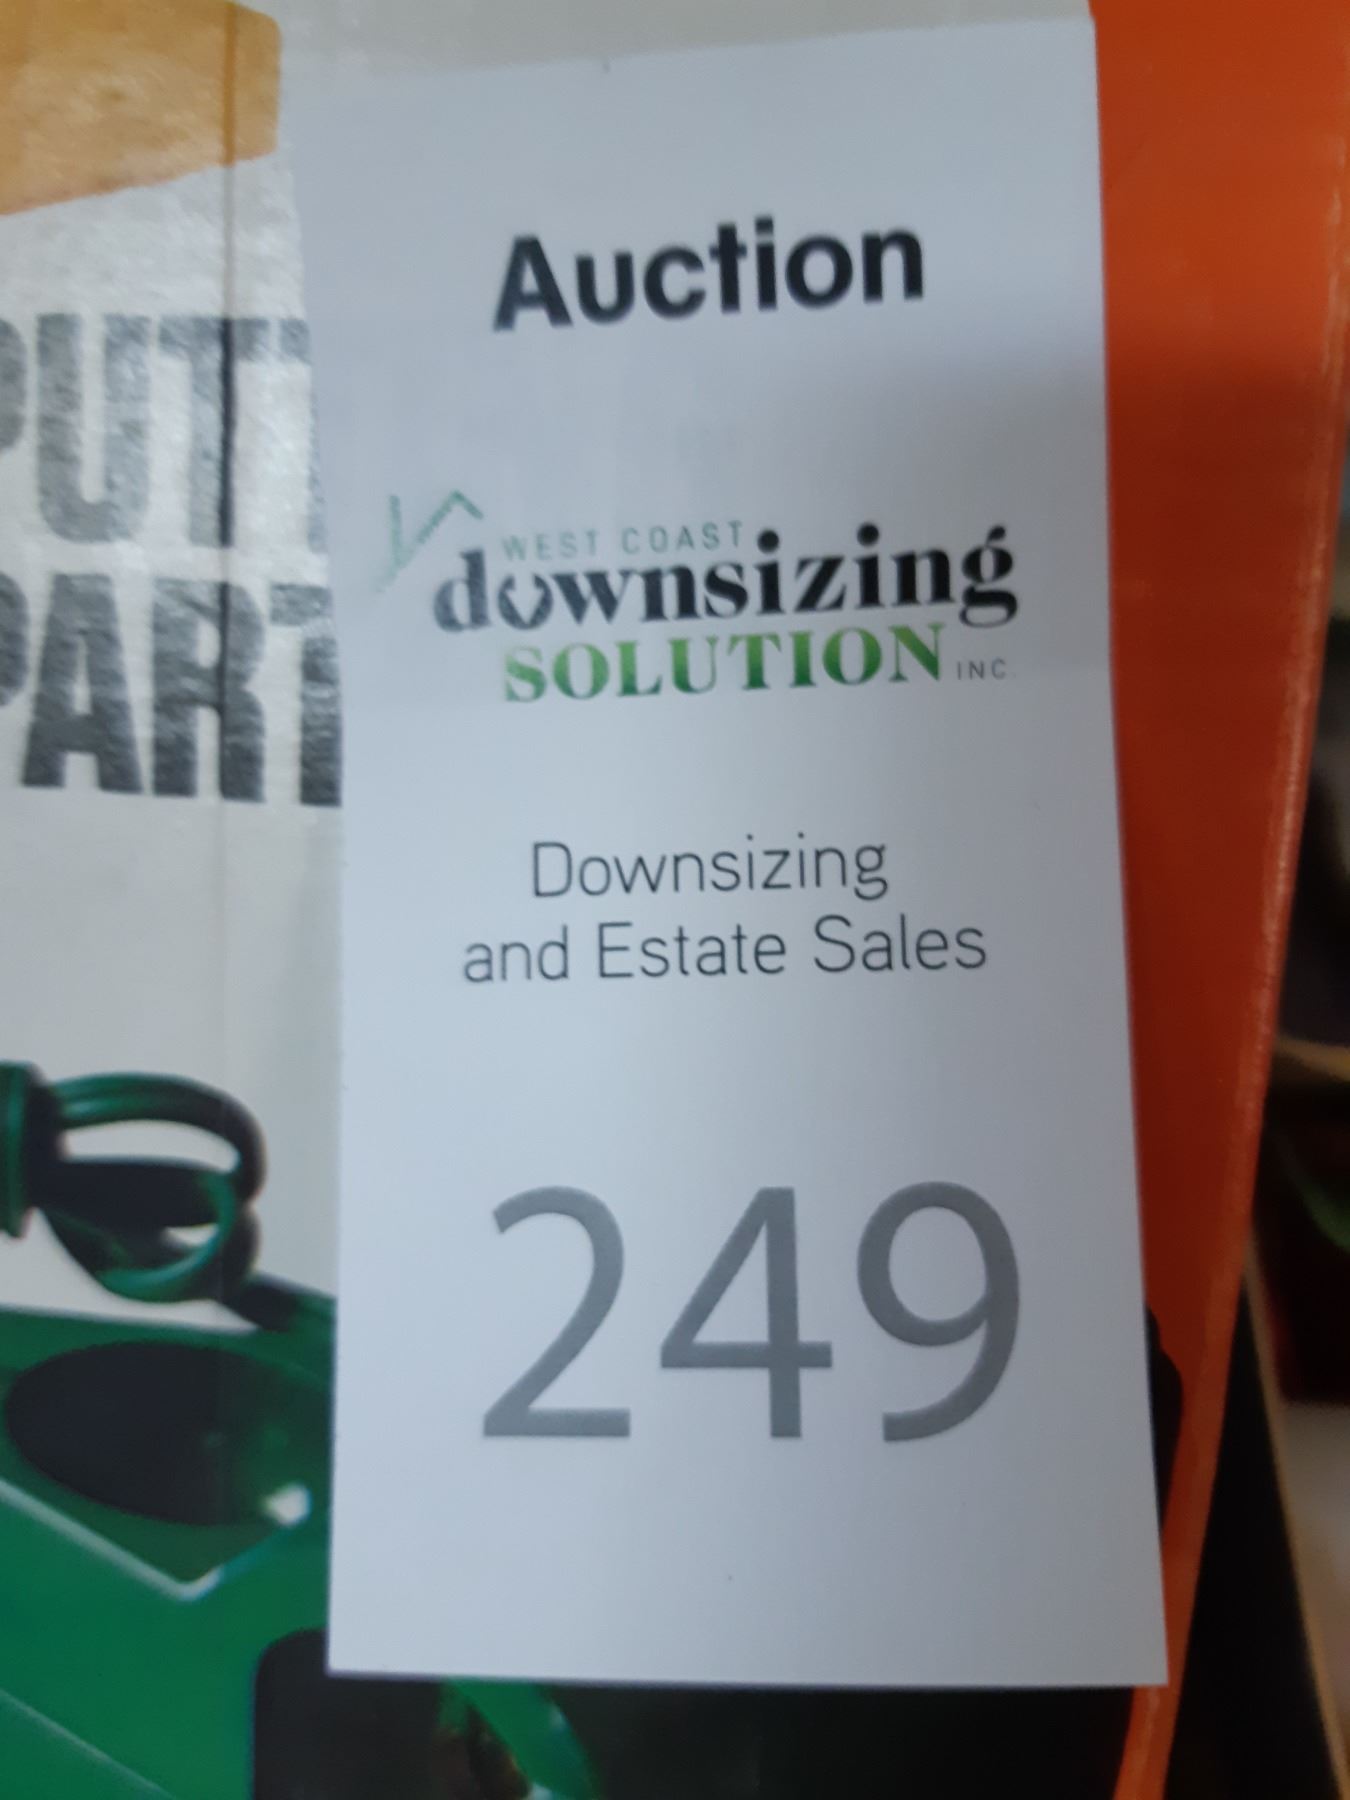 Auction
WEST COAST
downsizing
SOLUTION INC.
Downsizing
and Estate Sales
249